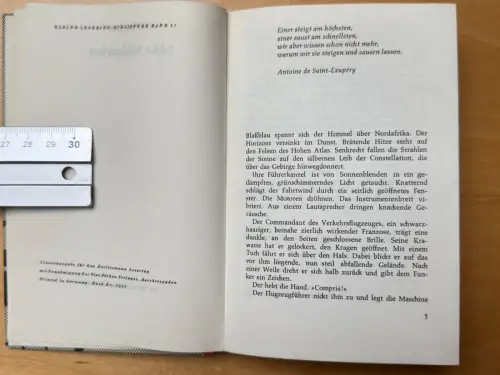 27
28
29
30
Einer steigt am höchsten,
einer saust am schnellsten,
wir aber wissen schon nicht mehr,
warum wir sie steigen und sausen lassen.
Antoine de Saint-Exupéry
Blaßblau spannt sich der Himmel über Nordafrika. Der
Horizont versinkt im Dunst. Brütende Hitze steht auf
den Felsen des Hohen Atlas. Senkrecht fallen die Strahlen
der Sonne auf den silbernen Leib der Constellation, die
über das Gebirge hinwegdonnert.
Ihre Führerkanzel ist von Sonnenblenden in ein ge-
dämpftes, grünschimmerndes Licht getaucht. Knatternd
schlägt der Fahrtwind durch ein seitlich geöffnetes Fen-
ster. Die Motoren dröhnen. Das Instrumentenbrett vi-
briert. Aus einem Lautsprecher dringen knackende Ge-
räusche.
Der Commandant des Verkehrsflugzeuges, ein schwarz-
haariger, beinahe zierlich wirkender Franzose, trägt eine
dunkle, an den Seiten geschlossene Brille. Seine Kra-
watte hat er gelockert, den Kragen geöffnet. Mit einem
Tuch fährt er sich über den Hals. Dabei blickt er auf das
vor ihm liegende, nun steil abfallende Gelände. Nach
einer Weile dreht er sich halb zurück und gibt dem Fun-
ker ein Zeichen.
Der hebt die Hand. »Compris!«
Der Flugzeugführer nickt ihm zu und legt die Maschine
5